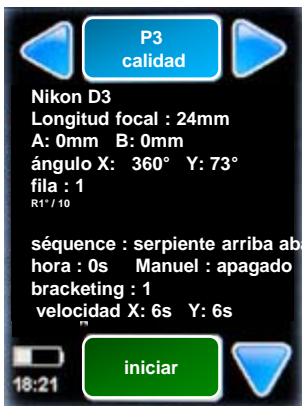 P3
calidad
Nikon D3
Longitud focal : 24mm
A: 0mm B: 0mm
ángulo X: 360° Y: 73°
fila : 1
R1° / 10
séquence : serpiente arriba aba
hora : 0s Manuel : apagado
bracketing : 1
velocidad X: 6s Y: 6s
iniciar
18:21